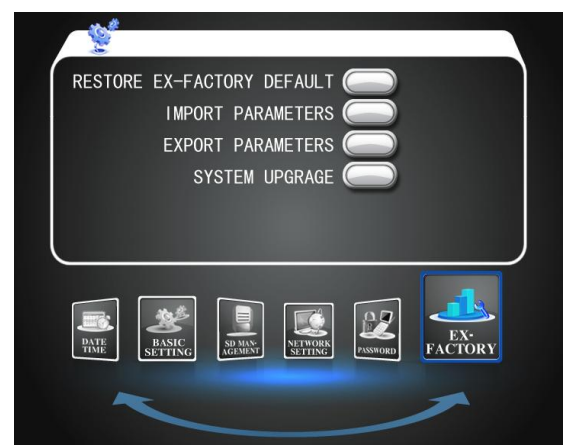 RESTORE EX-FACTORY DEFAULT
IMPORT PARAMETERS
EXPORT PARAMETERS
SYSTEM UPGRAGE
DATE
TIME
BASIC
SETTING
SD MAN-
AGEMENT
NETWORK
SETTING
PASSWORD
EX-
FACTORY